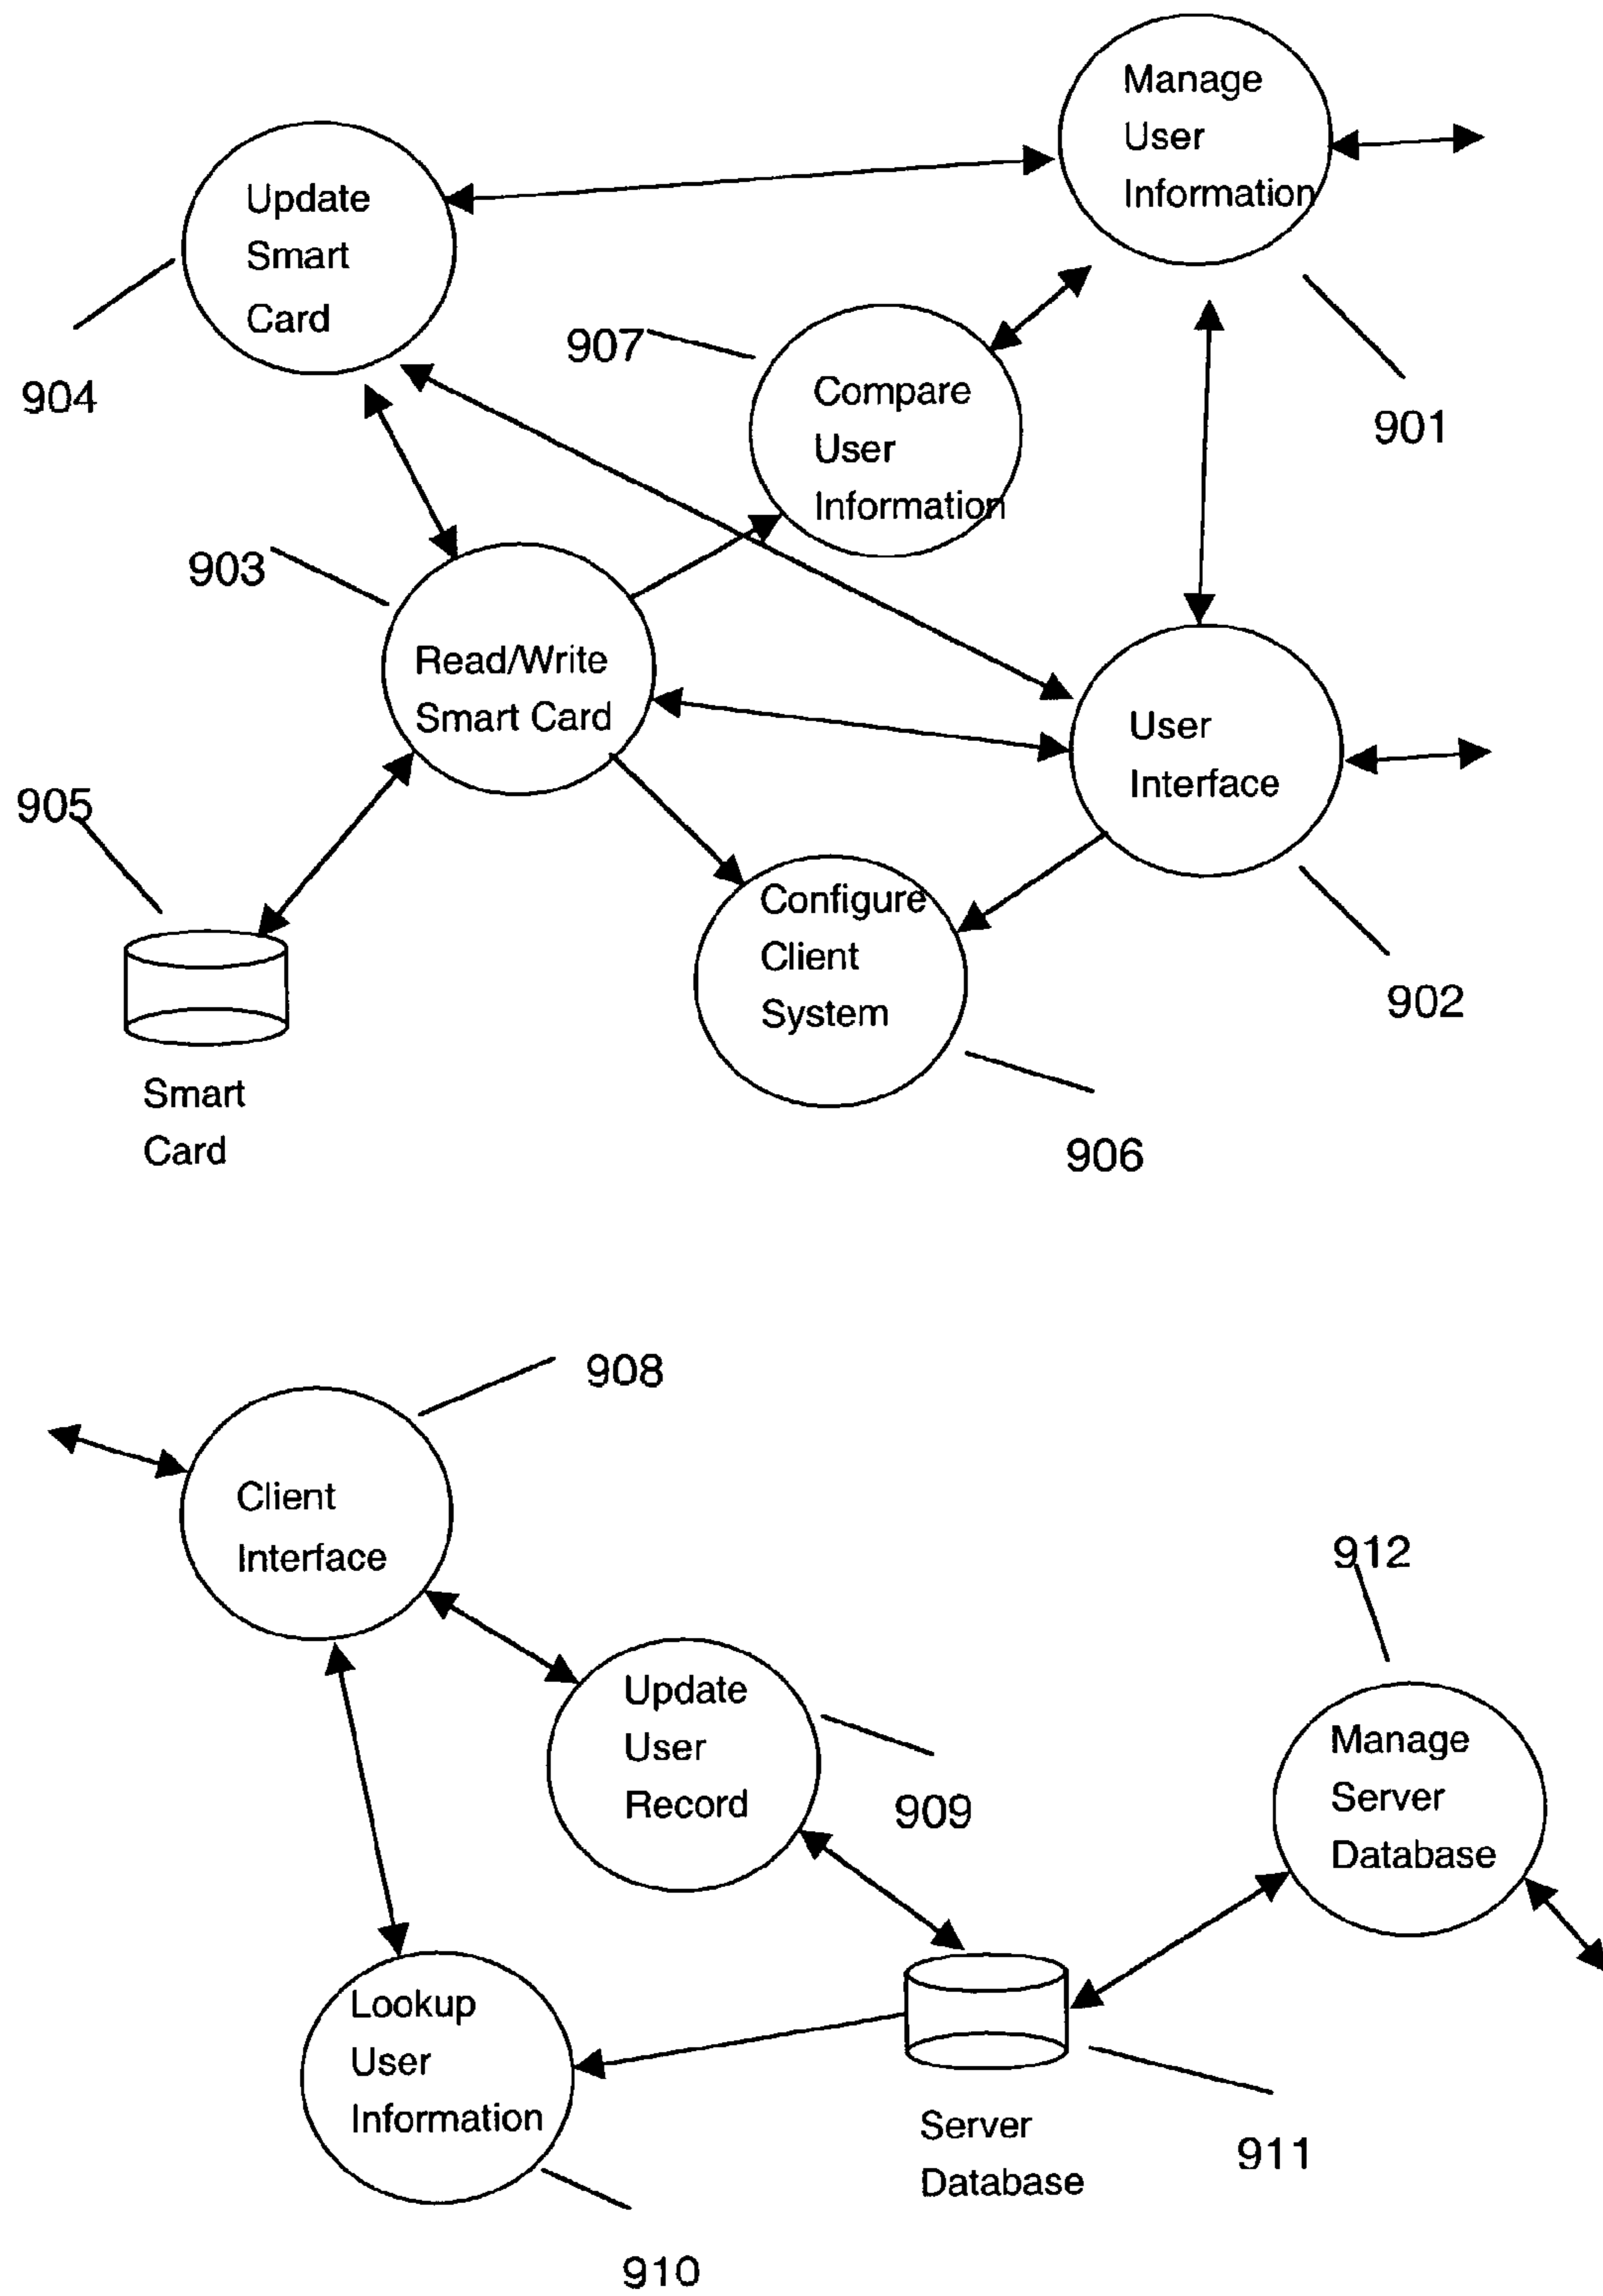 Manage
User
Information
Update
Smart
Card
904
907
Compare
User
Information
901
903
Read/Write
Smart Card
User
Interface
905
Configure
Client
System
902
Smart
Card
906
908
Client
Interface
912
Update
User
Record
909
Manage
Server
Database
Lookup
User
Information
Server
Database
911
910